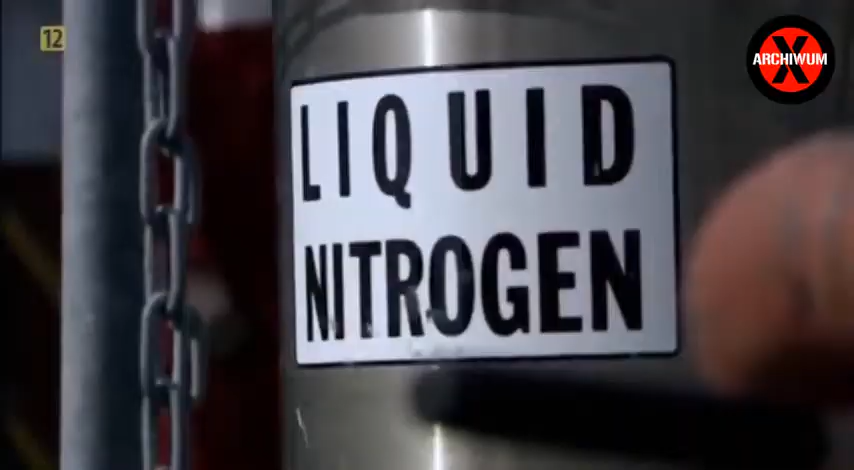 12
ARCHIWUM
X
LIQUID
NITROGEN